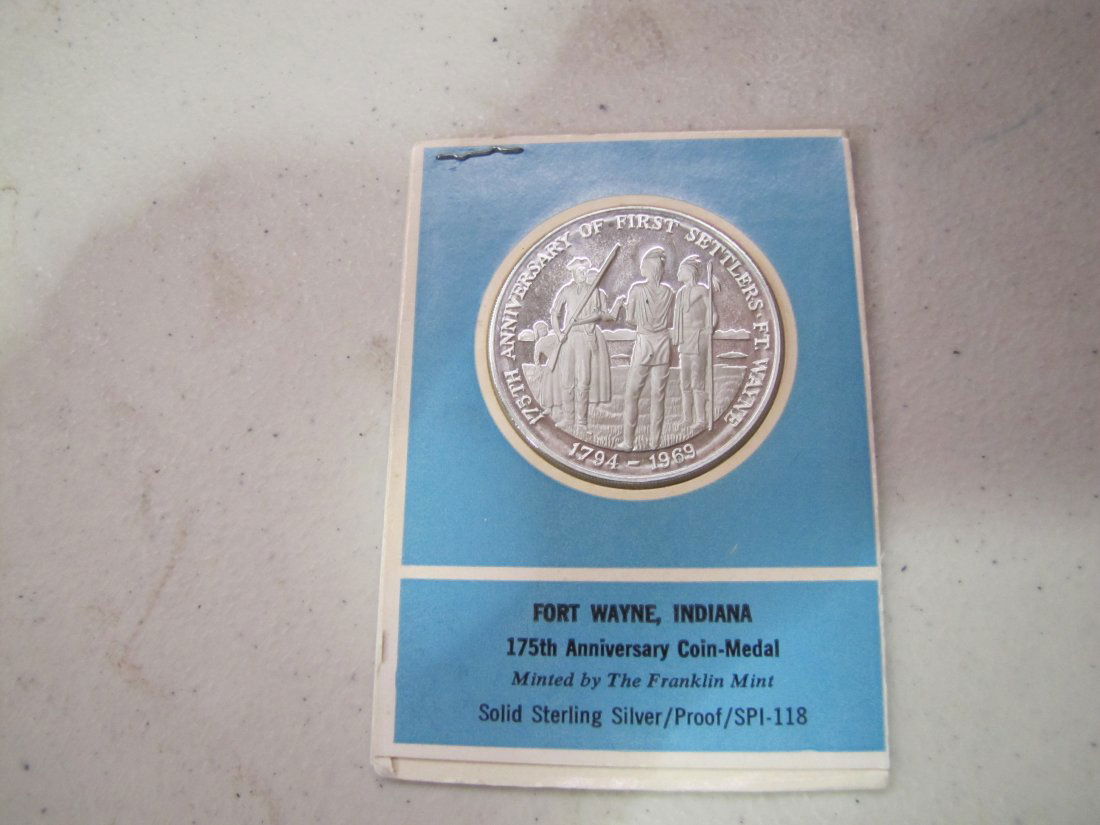 175TH ANNIVERSARY OF FIRST SETTLERS · FT. WAYNE
1794 – 1969
FORT WAYNE, INDIANA
175th Anniversary Coin-Medal
Minted by The Franklin Mint
Solid Sterling Silver/Proof/SPI-118